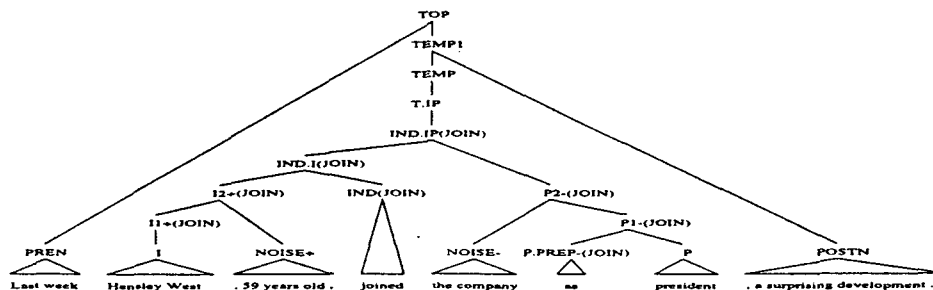 TOP
TEMP1
TEMP
T.IP
IND.IP(JOIN)
IND.I(JOIN)
I2+(JOIN) IND(JOIN) P2-(JOIN)
I1+(JOIN) P1-(JOIN)
PREN I NOISE+ NOISE- P.PREP-(JOIN) P POSTN
Last week Hensley West , 59 years old , joined the company as president , a surprising development .